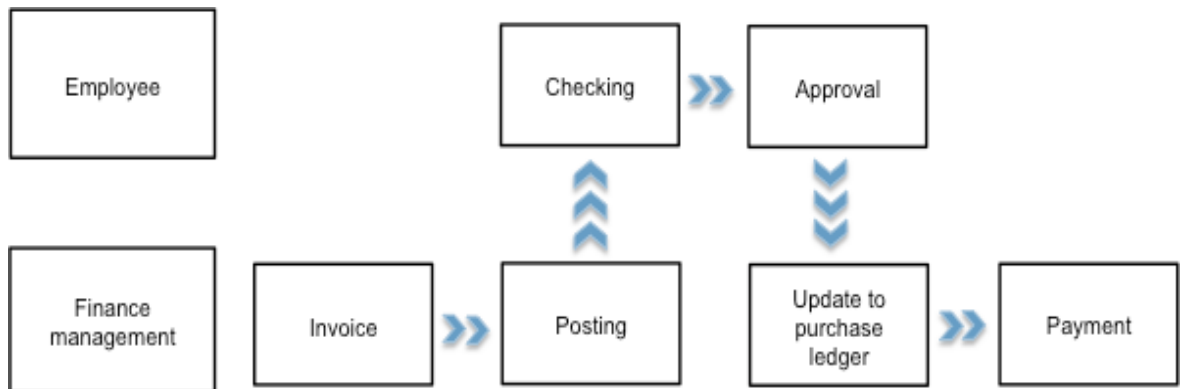 Employee
Checking
Approval
Finance
management
Invoice
Posting
Update to
purchase
ledger
Payment